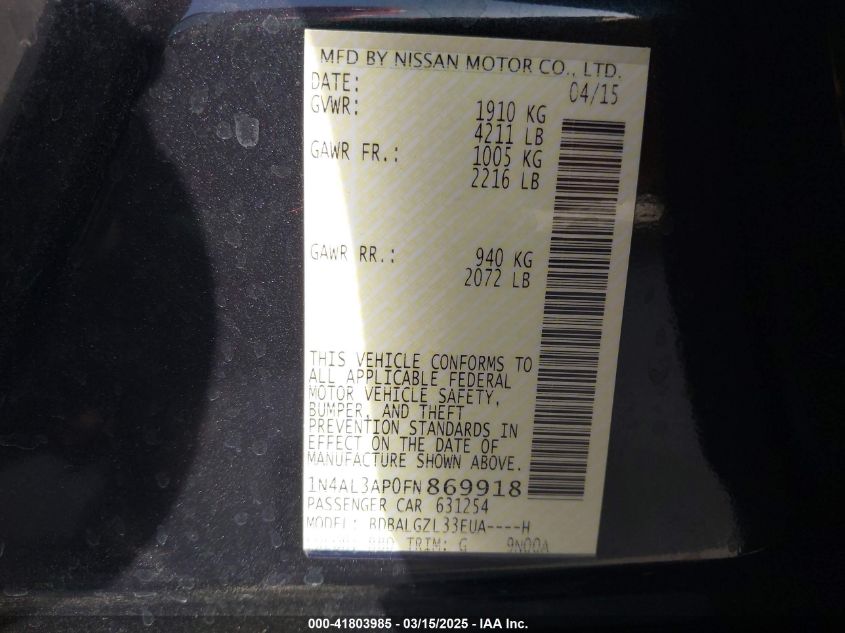 MFD BY NISSAN MOTOR CO., LTD.
DATE: 04/15
GVWR: 1910 KG
4211 LB
GAWR FR.: 1005 KG
2216 LB
GAWR RR.: 940 KG
2072 LB
THIS VEHICLE CONFORMS TO
ALL APPLICABLE FEDERAL
MOTOR VEHICLE SAFETY,
BUMPER, AND THEFT
PREVENTION STANDARDS IN
EFFECT ON THE DATE OF
MANUFACTURE SHOWN ABOVE.
1N4AL3AP0FN869918
PASSENGER CAR 631254
MODEL: BDBALGZL33EUA----H
TRIM: G 9N00A
000-41803985 - 03/15/2025 - IAA Inc.